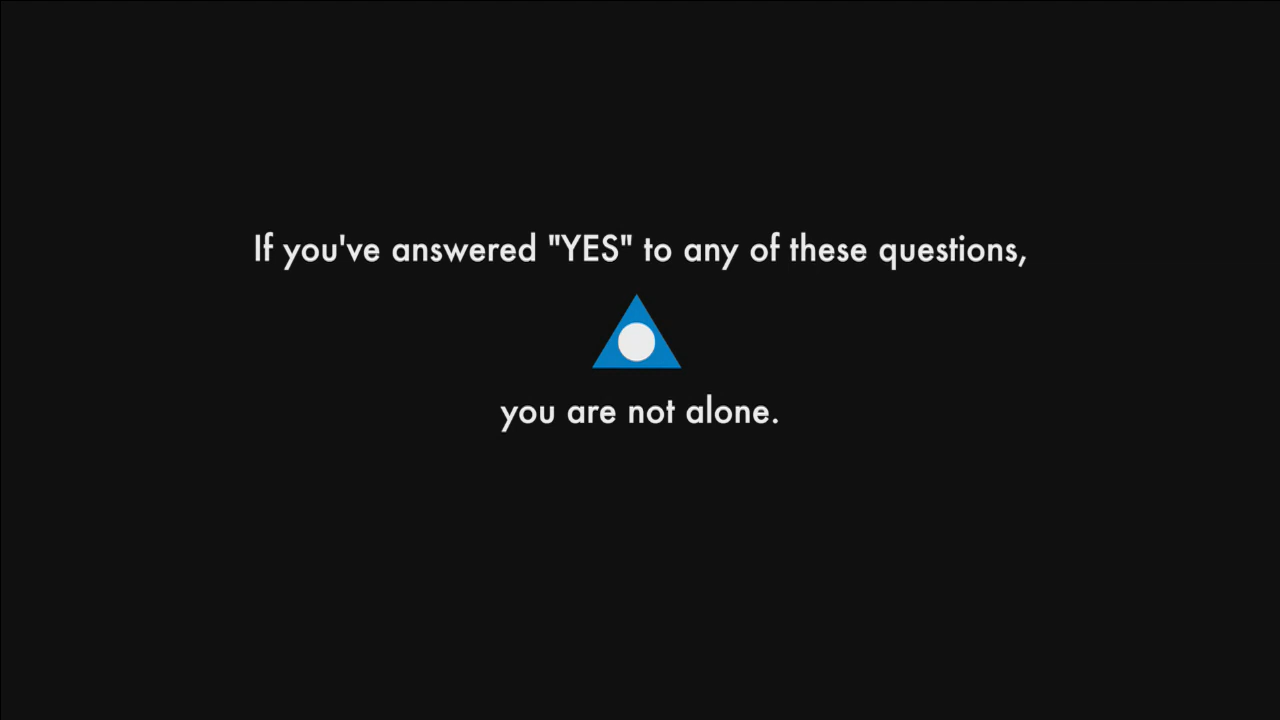 If you've answered "YES" to any of these questions,
you are not alone.